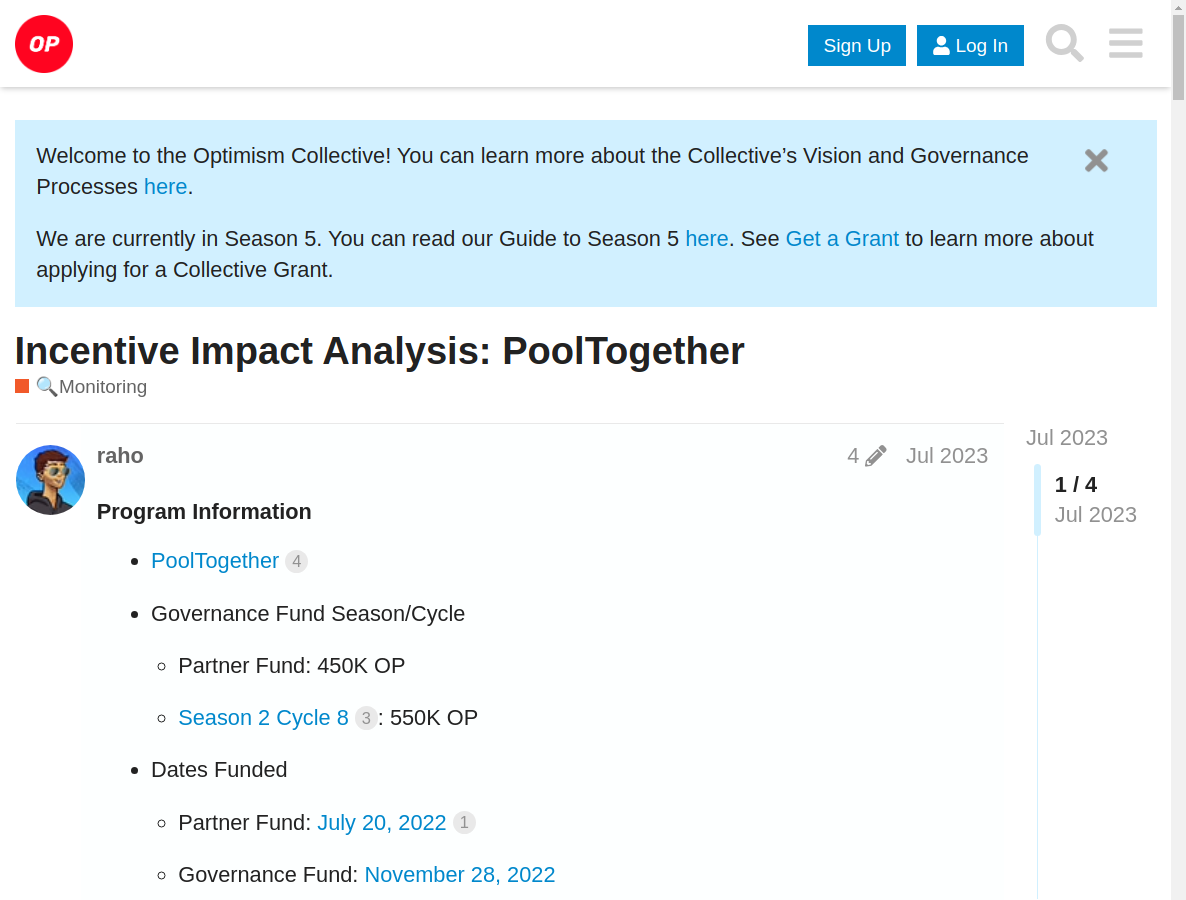 OP
Sign Up
Log In
Welcome to the Optimism Collective! You can learn more about the Collective’s Vision and Governance
Processes here.
We are currently in Season 5. You can read our Guide to Season 5 here. See Get a Grant to learn more about
applying for a Collective Grant.
Incentive Impact Analysis: PoolTogether
Monitoring
raho
4
Jul 2023
Jul 2023
1 / 4
Jul 2023
Program Information
PoolTogether 4
Governance Fund Season/Cycle
Partner Fund: 450K OP
Season 2 Cycle 8 3: 550K OP
Dates Funded
Partner Fund: July 20, 2022 1
Governance Fund: November 28, 2022